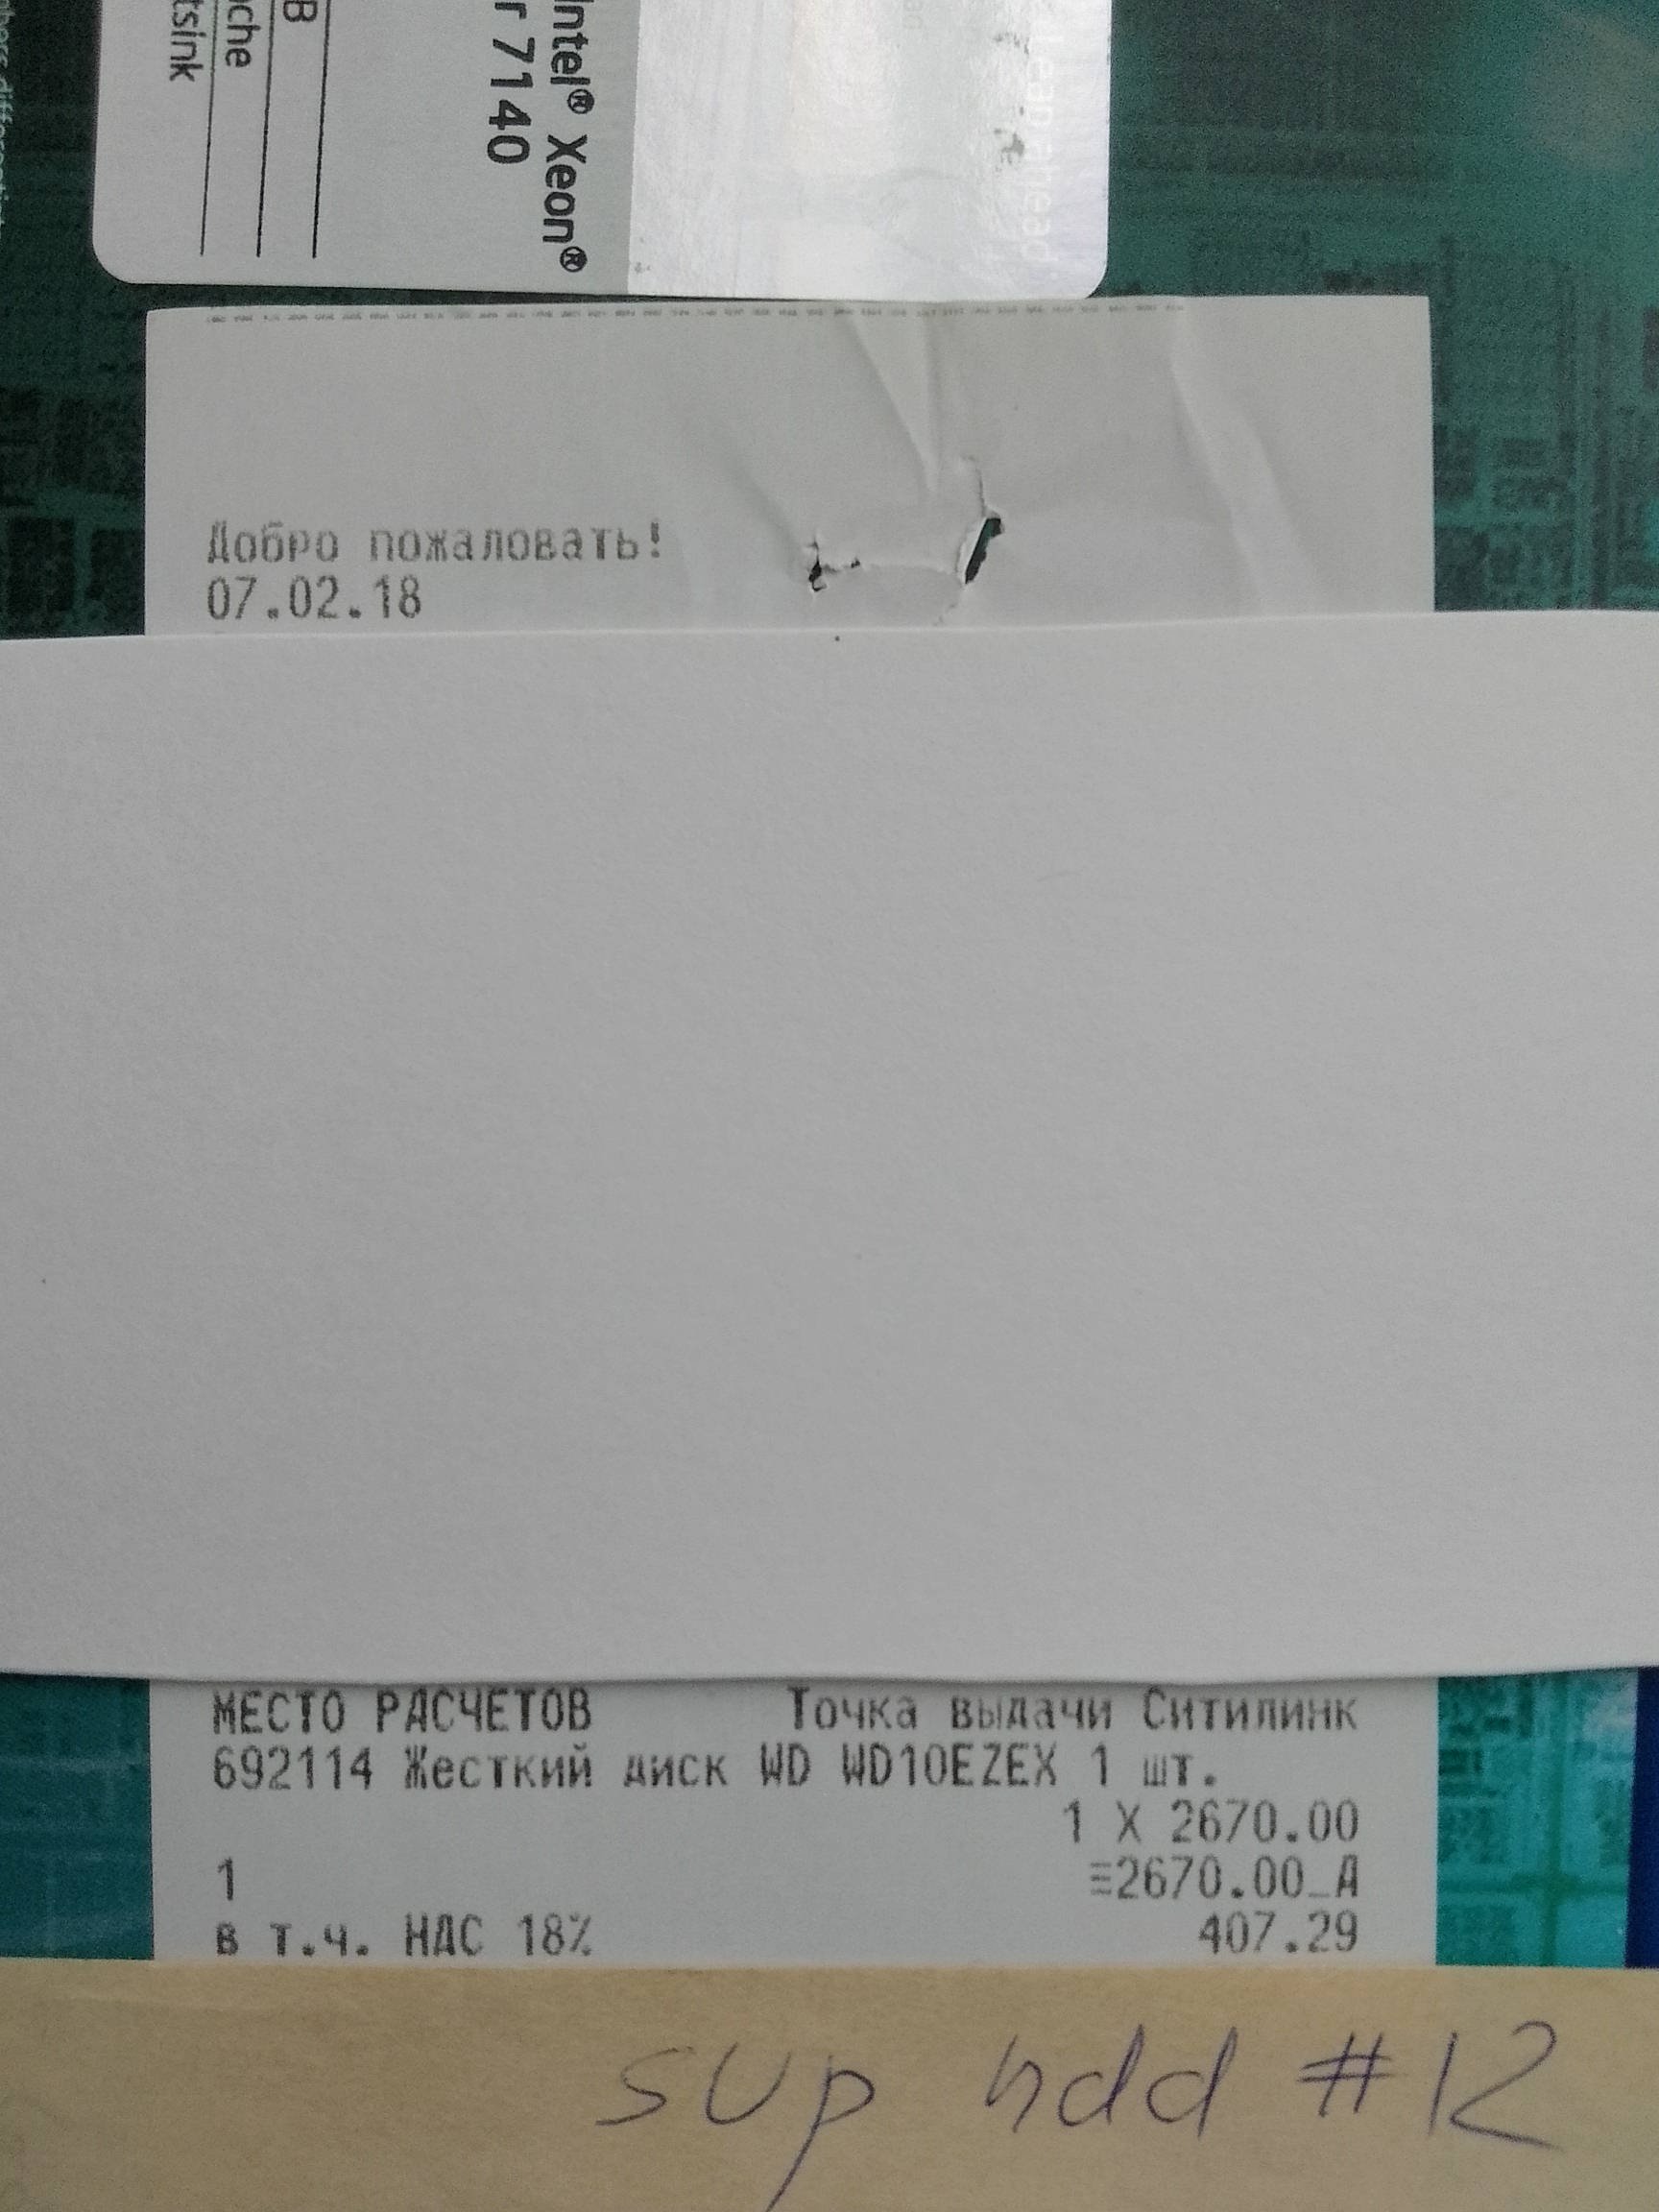 Intel® Xeon®
r 7140
B
che
tsink
Добро пожаловать!
07.02.18
МЕСТО РАСЧЕТОВ Точка выдачи Ситилинк
692114 Жесткий диск WD WD10EZEX 1 шт.
1 X 2670.00
1 ≡2670.00_А
в т.ч. НДС 18% 407.29
sup hdd #12